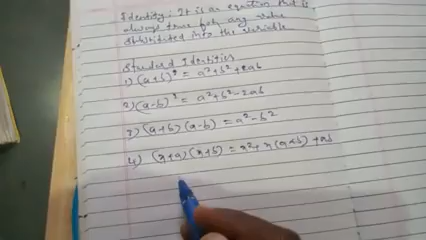 Identity: It is an equation that is
always true for any value
substituted into the variable
Standard Identities
1) (a+b)² = a²+b²+2ab
2) (a-b)² = a²+b²-2ab
3) (a+b) (a-b) = a²-b²
4) (x+a) (x+b) = x²+x(a+b)+ab